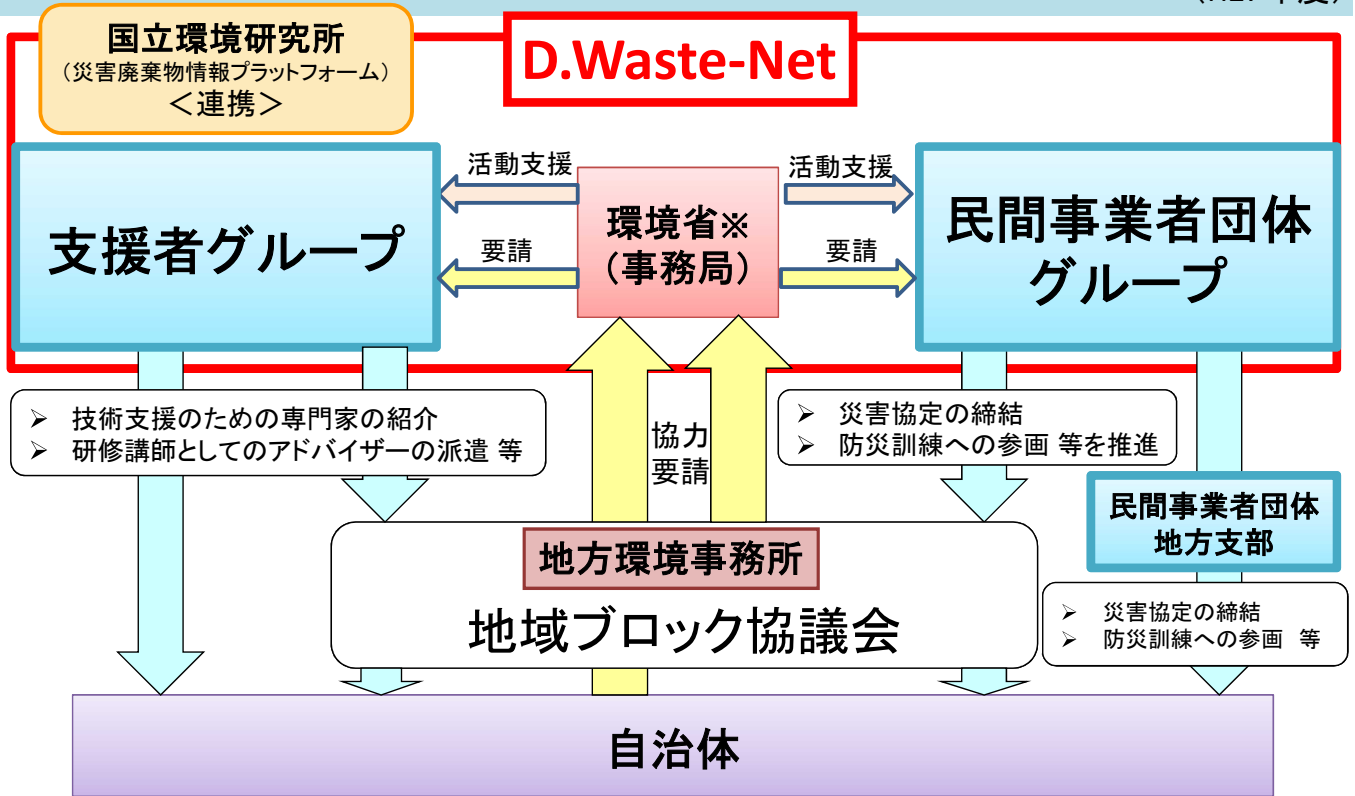 国立環境研究所
（災害廃棄物情報プラットフォーム）
＜連携＞
D.Waste-Net
支援者グループ
活動支援
要請
環境省※
（事務局）
活動支援
要請
民間事業者団体
グループ
➢ 技術支援のための専門家の紹介
➢ 研修講師としてのアドバイザーの派遣 等
協力
要請
➢ 災害協定の締結
➢ 防災訓練への参画 等を推進
民間事業者団体
地方支部
地方環境事務所
地域ブロック協議会
➢ 災害協定の締結
➢ 防災訓練への参画 等
自治体